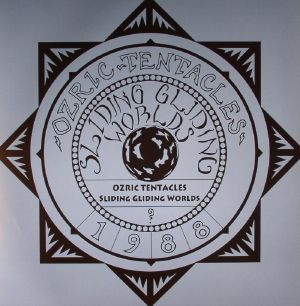 OZRIC-TENTACLES
SLIDING GLIDING
WORLDS
OZRIC TENTACLES
SLIDING GLIDING WORLDS
?
1988